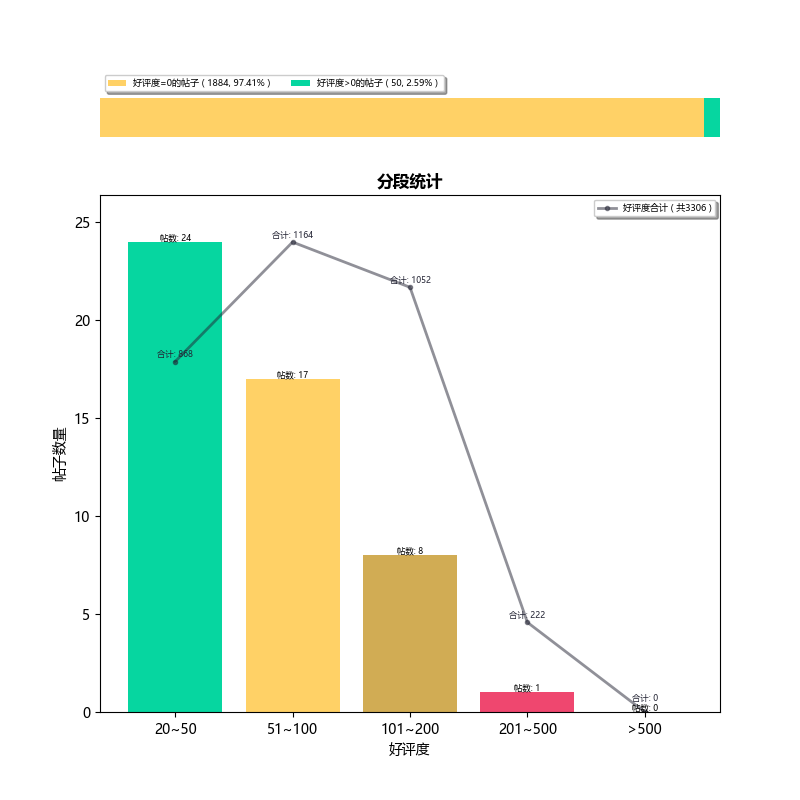 好评度=0的帖子 ( 1884, 97.41% )
好评度>0的帖子 ( 50, 2.59% )
分段统计
好评度合计 ( 共3306 )
25
20
15
10
5
0
帖子数量
帖数: 24
合计: 868
合计: 1164
帖数: 17
合计: 1052
帖数: 8
合计: 222
帖数: 1
合计: 0
帖数: 0
20~50
51~100
101~200
201~500
>500
好评度